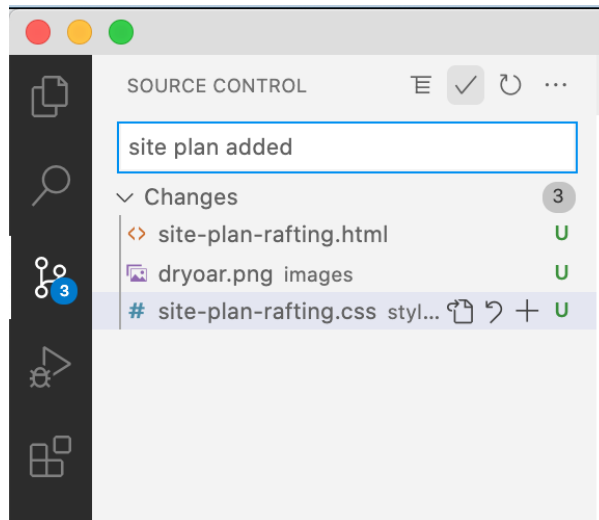 SOURCE CONTROL
site plan added
Changes 3
<> site-plan-rafting.html U
dryoar.png images U
# site-plan-rafting.css styl... U
3